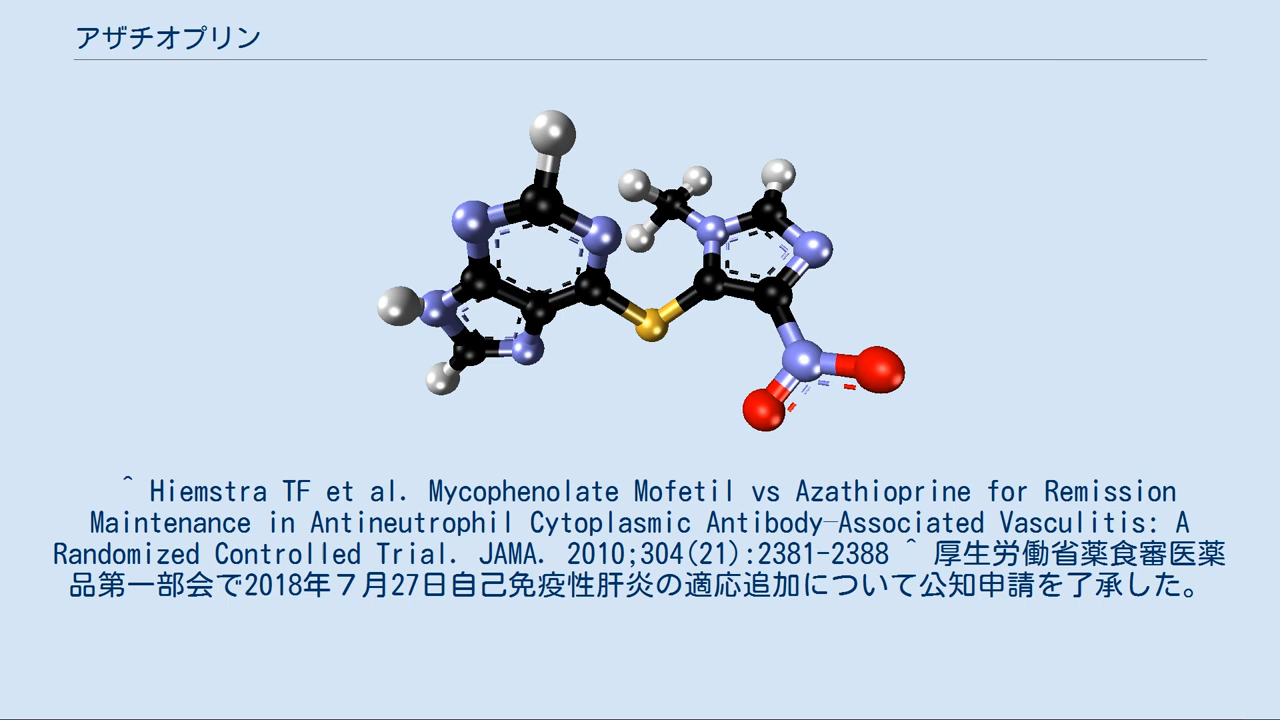 アザチオプリン
^ Hiemstra TF et al. Mycophenolate Mofetil vs Azathioprine for Remission
Maintenance in Antineutrophil Cytoplasmic Antibody–Associated Vasculitis: A
Randomized Controlled Trial. JAMA. 2010;304(21):2381-2388 ^ 厚生労働省薬食審医薬
品第一部会で2018年７月27日自己免疫性肝炎の適応追加について公知申請を了承した。